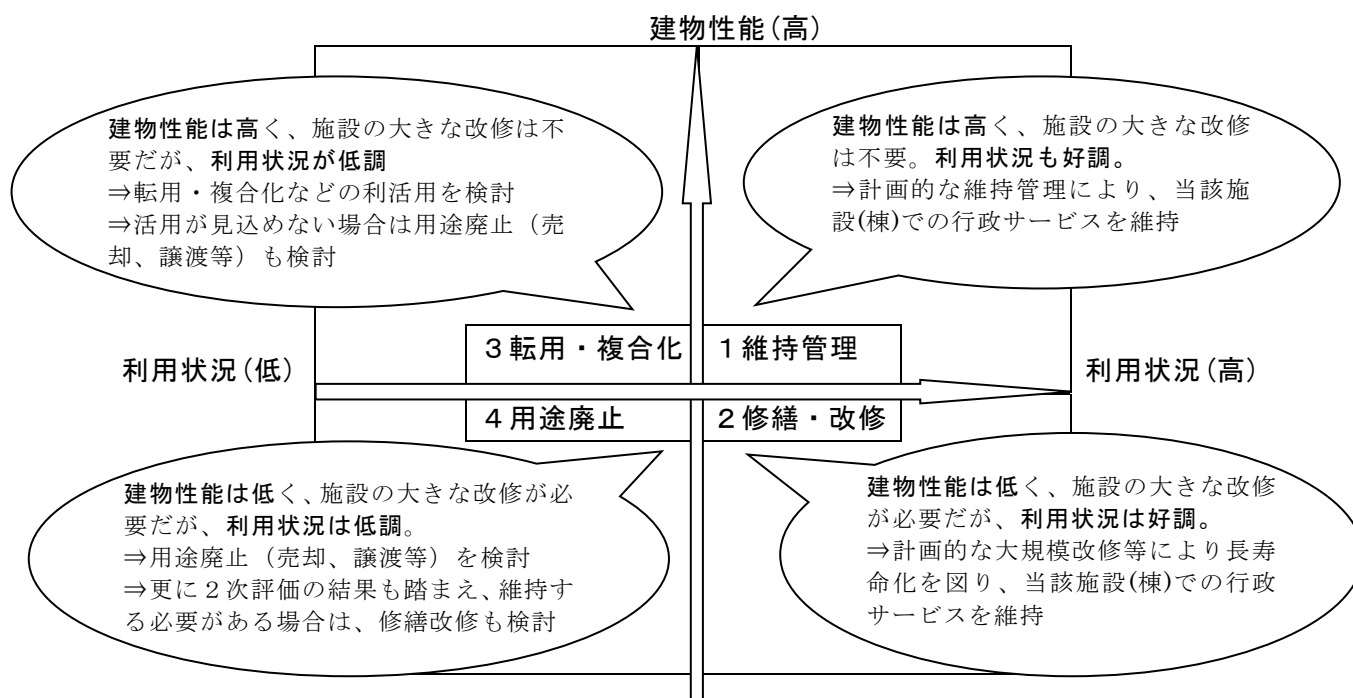 建物性能(高)
建物性能は高く、施設の大きな改修は不
要だが、利用状況が低調
⇒転用・複合化などの利活用を検討
⇒活用が見込めない場合は用途廃止（売
却、譲渡等）も検討
建物性能は高く、施設の大きな改修
は不要。利用状況も好調。
⇒計画的な維持管理により、当該施
設(棟)での行政サービスを維持
3転用・複合化
1維持管理
利用状況(低)
利用状況(高)
4用途廃止
2修繕・改修
建物性能は低く、施設の大きな改修が必
要だが、利用状況は低調。
⇒用途廃止（売却、譲渡等）を検討
⇒更に２次評価の結果も踏まえ、維持す
る必要がある場合は、修繕改修も検討
建物性能は低く、施設の大きな改修
が必要だが、利用状況は好調。
⇒計画的な大規模改修等により長寿
命化を図り、当該施設(棟)での行政
サービスを維持